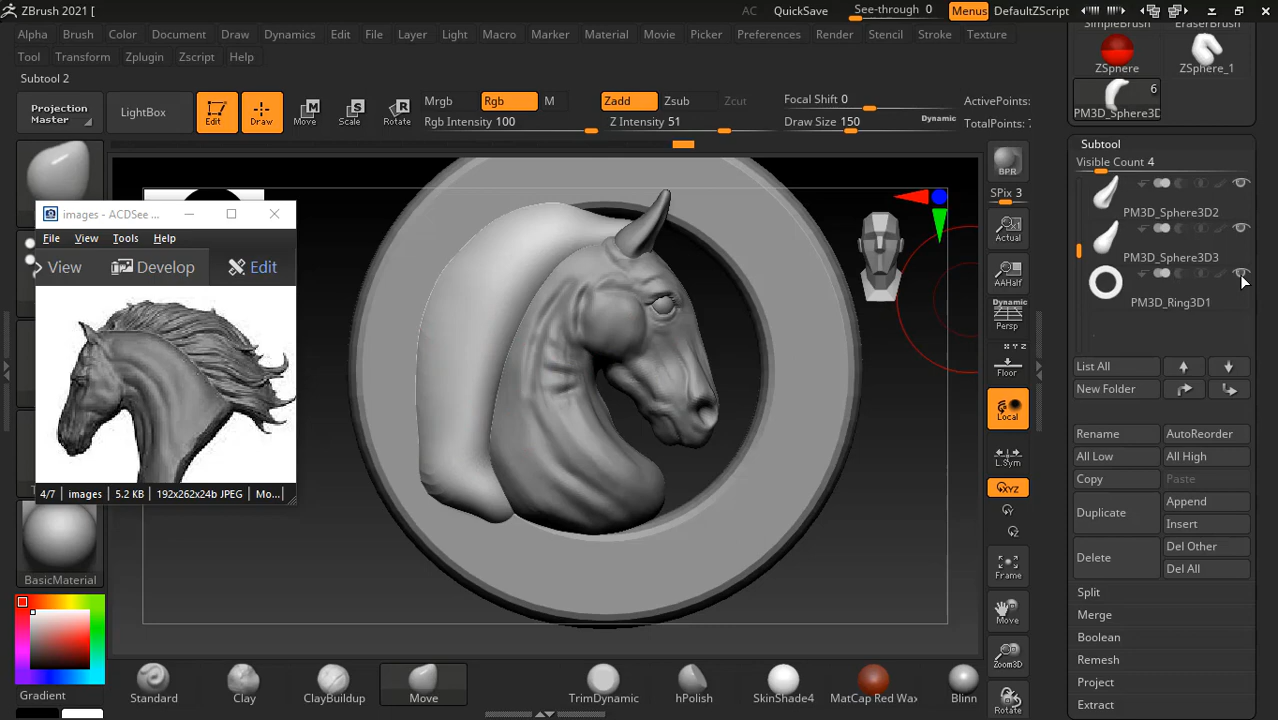 ZBrush 2021 [
AC
QuickSave
See-through 0
Menus
DefaultZScript
Alpha
Brush
Color
Document
Draw
Dynamics
Edit
File
Layer
Light
Macro
Marker
Material
Movie
Picker
Preferences
Render
Stencil
Stroke
Texture
Tool
Transform
Zplugin
Zscript
Help
Subtool 2
Projection
Master
LightBox
Edit
Draw
Move
Scale
Rotate
Mrgb
Rgb
M
Rgb Intensity 100
Zadd
Zsub
Zcut
Z Intensity 51
Focal Shift 0
Draw Size 150
Dynamic
ActivePoints:
TotalPoints: 7
images - ACDSee ...
File
View
Tools
Help
View
Develop
Edit
4/7
images
5.2 KB
192x262x24b JPEG
Mo...
BasicMaterial
Gradient
BPR
SPix 3
Actual
AAHalf
Dynamic
Persp
X Y Z
Floor
Local
L.Sym
XYZ
Y
Z
Frame
Move
Zoom3D
Rotate
SimpleBrush
EraserBrush
ZSphere
ZSphere_1
6
PM3D_Sphere3D
Subtool
Visible Count 4
PM3D_Sphere3D2
PM3D_Sphere3D3
PM3D_Ring3D1
List All
New Folder
Rename
AutoReorder
All Low
All High
Copy
Paste
Duplicate
Append
Insert
Delete
Del Other
Del All
Split
Merge
Boolean
Remesh
Project
Extract
Standard
Clay
ClayBuildup
Move
TrimDynamic
hPolish
SkinShade4
MatCap Red Wax
Blinn